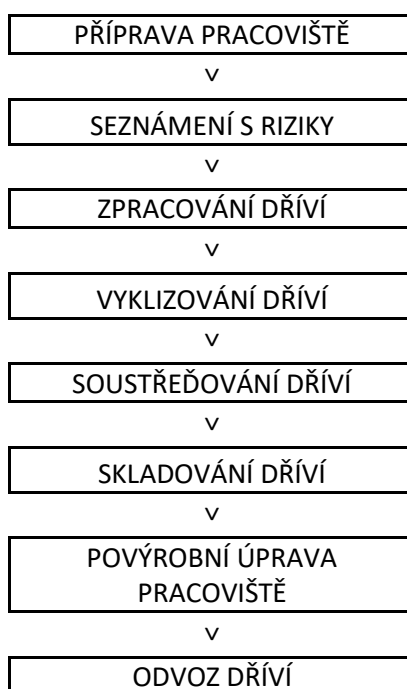 PŘÍPRAVA PRACOVIŠTĚ
v
SEZNÁMENÍ S RIZIKY
v
ZPRACOVÁNÍ DŘÍVÍ
v
VYKLIZOVÁNÍ DŘÍVÍ
v
SOUSTŘEĎOVÁNÍ DŘÍVÍ
v
SKLADOVÁNÍ DŘÍVÍ
v
POVÝROBNÍ ÚPRAVA
PRACOVIŠTĚ
v
ODVOZ DŘÍVÍ